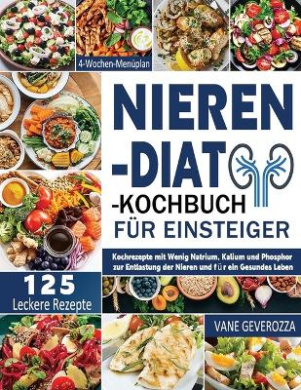 4-Wochen-Menüplan
NIEREN
-DIAT
-KOCHBUCH
FÜR EINSTEIGER
Kochrezepte mit Wenig Natrium, Kalium und Phosphor
zur Entlastung der Nieren und für ein Gesundes Leben
125
Leckere Rezepte
VANE GEVEROZZA